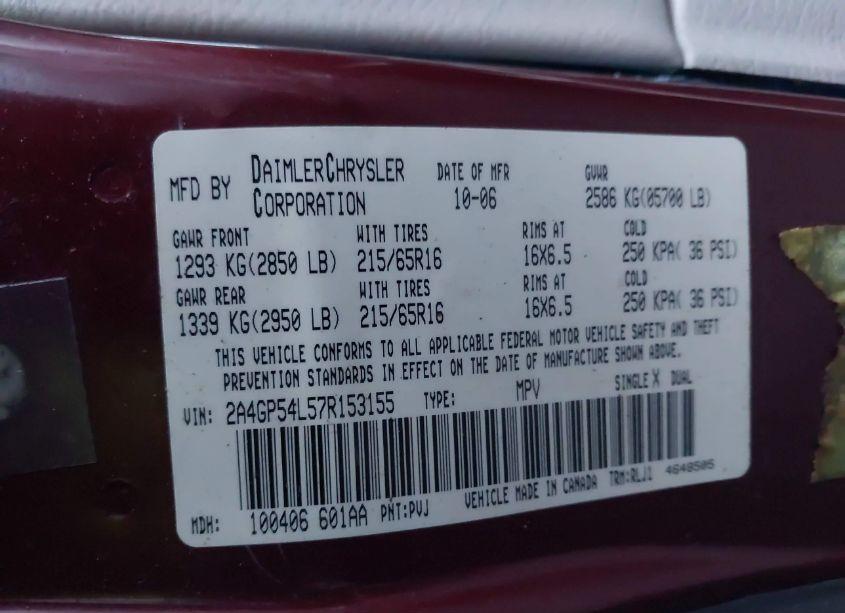 MFD BY DAIMLERCHRYSLER CORPORATION DATE OF MFR 10-06 GVWR 2586 KG(05700 LB)
GAWR FRONT WITH TIRES RIMS AT COLD
1293 KG(2850 LB) 215/65R16 16X6.5 250 KPA( 36 PSI)
GAWR REAR WITH TIRES RIMS AT COLD
1339 KG(2950 LB) 215/65R16 16X6.5 250 KPA( 36 PSI)
THIS VEHICLE CONFORMS TO ALL APPLICABLE FEDERAL MOTOR VEHICLE SAFETY AND THEFT
PREVENTION STANDARDS IN EFFECT ON THE DATE OF MANUFACTURE SHOWN ABOVE.
VIN: 2A4GP54L57R153155 TYPE: MPV SINGLE X DUAL
MDH: 100406 601AA PNT:PVJ VEHICLE MADE IN CANADA TRM:RLJ1 4648505